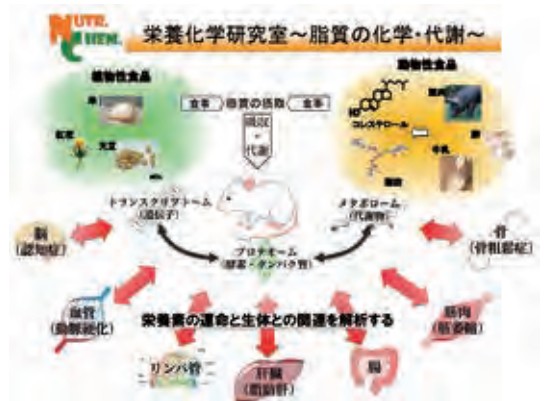 NUTR.
CHEM.
栄養化学研究室～脂質の化学・代謝～
植物性食品
動物性食品
米
紅花
大豆
食事
脂質の摂取
食事
吸収
・
代謝
コレステロール
牛乳
トランスクリプトーム
(遺伝子)
メタボローム
(代謝物)
プロテオーム
(酵素・タンパク質)
脳
(認知症)
骨
(骨粗鬆症)
血管
(動脈硬化)
筋肉
(筋萎縮)
栄養素の運命と生体との関連を解析する
リンパ管
肝臓
(脂肪肝)
腸